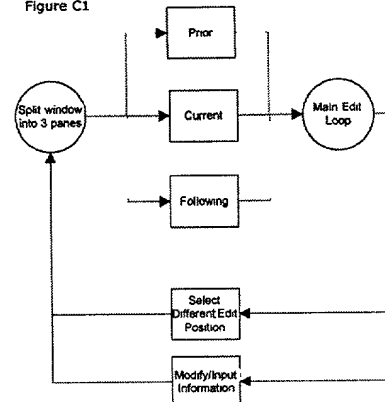 Figure C1
Prior
Split window
into 3 panes
Current
Main Edit
Loop
Following
Select
Different Edit
Position
Modify/Input
Information